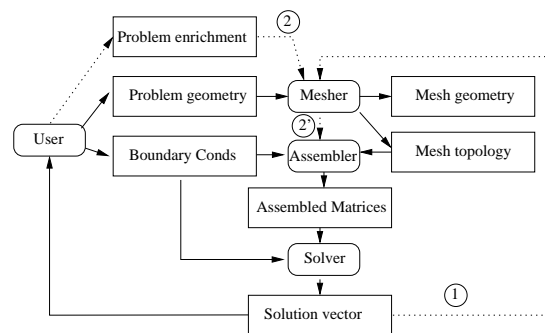 2
Problem enrichment
Problem geometry
Mesher
Mesh geometry
User
2'
Boundary Conds
Assembler
Mesh topology
Assembled Matrices
Solver
1
Solution vector